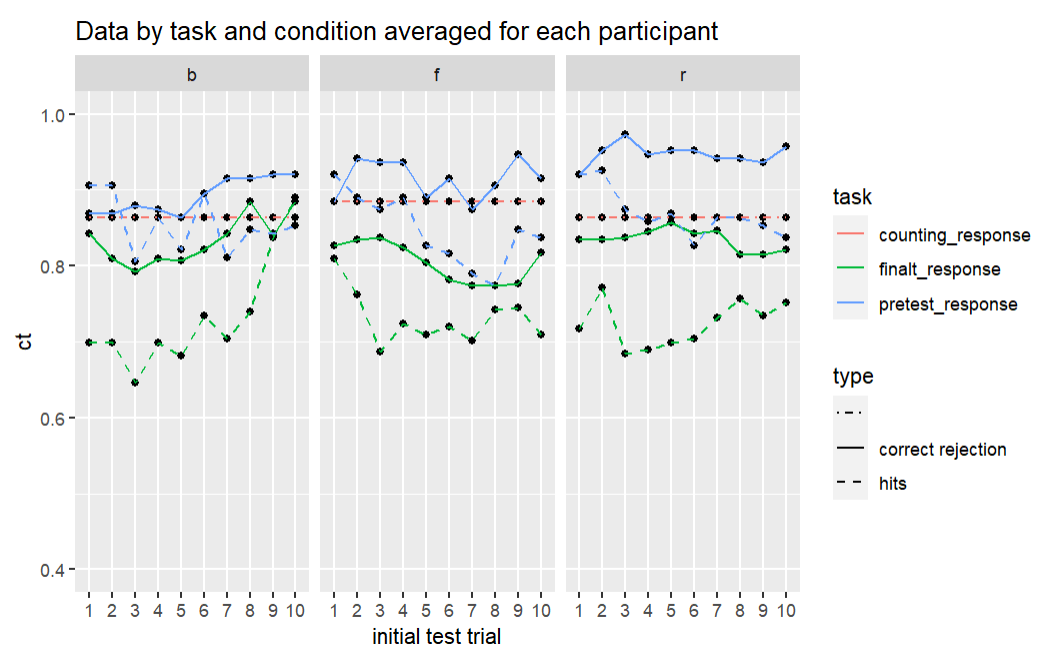 Data by task and condition averaged for each participant
b f r
1.0
0.8
0.6
0.4
ct
1 2 3 4 5 6 7 8 9 10 1 2 3 4 5 6 7 8 9 10 1 2 3 4 5 6 7 8 9 10
initial test trial
task
counting_response
finalt_response
pretest_response
type
correct rejection
hits